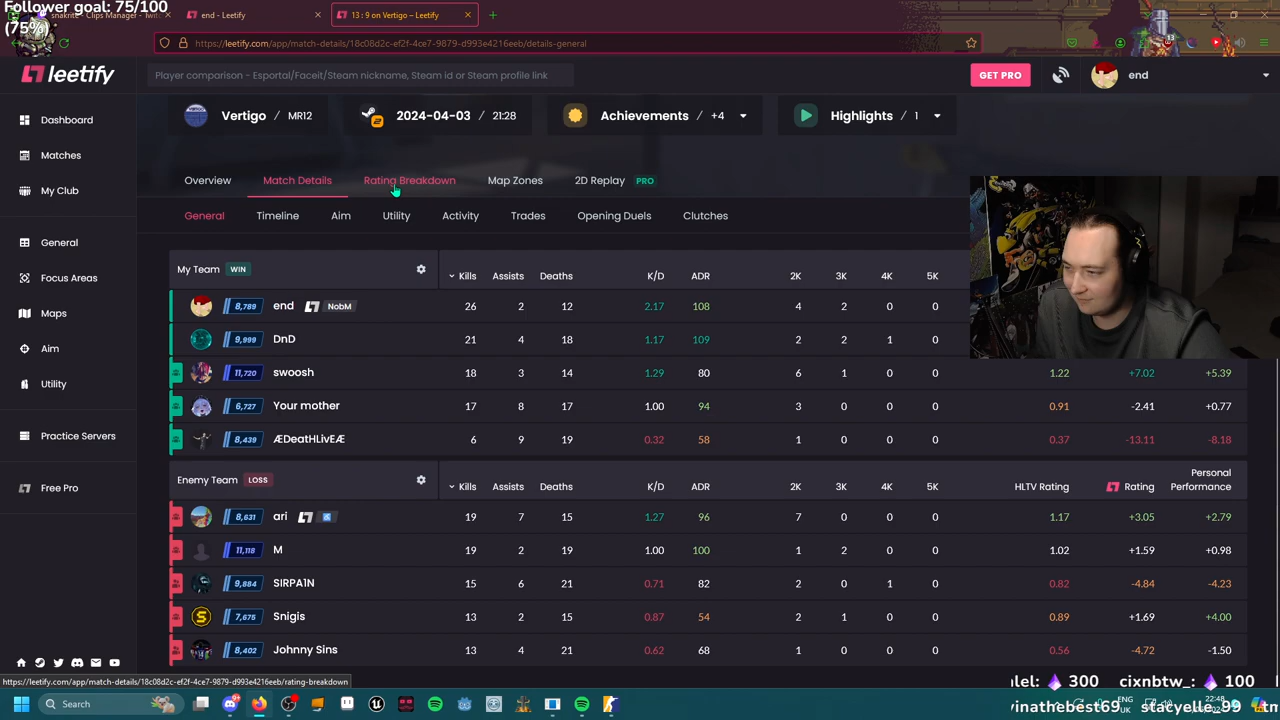 Follower goal: 75/100
(75%)
snakrite - Clips Manager - Twitch
end - Leetify
13 : 9 on Vertigo – Leetify
https://leetify.com/app/match-details/18c08d2c-ef2f-4ce7-9879-d993e4216eeb/details-general
leetify
Player comparison - Esportal/Faceit/Steam nickname, Steam id or Steam profile link
GET PRO
end
Dashboard
Matches
My Club
General
Focus Areas
Maps
Aim
Utility
Practice Servers
Free Pro
Vertigo / MR12
2024-04-03 / 21:28
Achievements / +4
Highlights / 1
Overview Match Details Rating Breakdown Map Zones 2D Replay PRO
General Timeline Aim Utility Activity Trades Opening Duels Clutches
My Team WIN Kills Assists Deaths K/D ADR 2K 3K 4K 5K
8,789 end NobM 26 2 12 2.17 108 4 2 0 0
9,999 DnD 21 4 18 1.17 109 2 2 1 0
11,720 swoosh 18 3 14 1.29 80 6 1 0 0 1.22 +7.02 +5.39
6,727 Your mother 17 8 17 1.00 94 3 0 0 0 0.91 -2.41 +0.77
8,439 ÆDeatHLivEÆ 6 9 19 0.32 58 1 0 0 0 0.37 -13.11 -8.18
Enemy Team LOSS Kills Assists Deaths K/D ADR 2K 3K 4K 5K HLTV Rating Rating Personal Performance
8,631 ari 19 7 15 1.27 96 7 0 0 0 1.17 +3.05 +2.79
11,118 M 19 2 19 1.00 100 1 2 0 0 1.02 +1.59 +0.98
9,884 SIRPA1N 15 6 21 0.71 82 2 0 1 0 0.82 -4.84 -4.23
7,675 Snigis 13 2 15 0.87 54 2 1 0 0 0.89 +1.69 +4.00
8,402 Johnny Sins 13 4 21 0.62 68 1 0 0 0 0.56 -4.72 -1.50
https://leetify.com/app/match-details/18c08d2c-ef2f-4ce7-9879-d993e4216eeb/rating-breakdown
300 cixnbtw_: 100
Search
ENG
UK
22:48